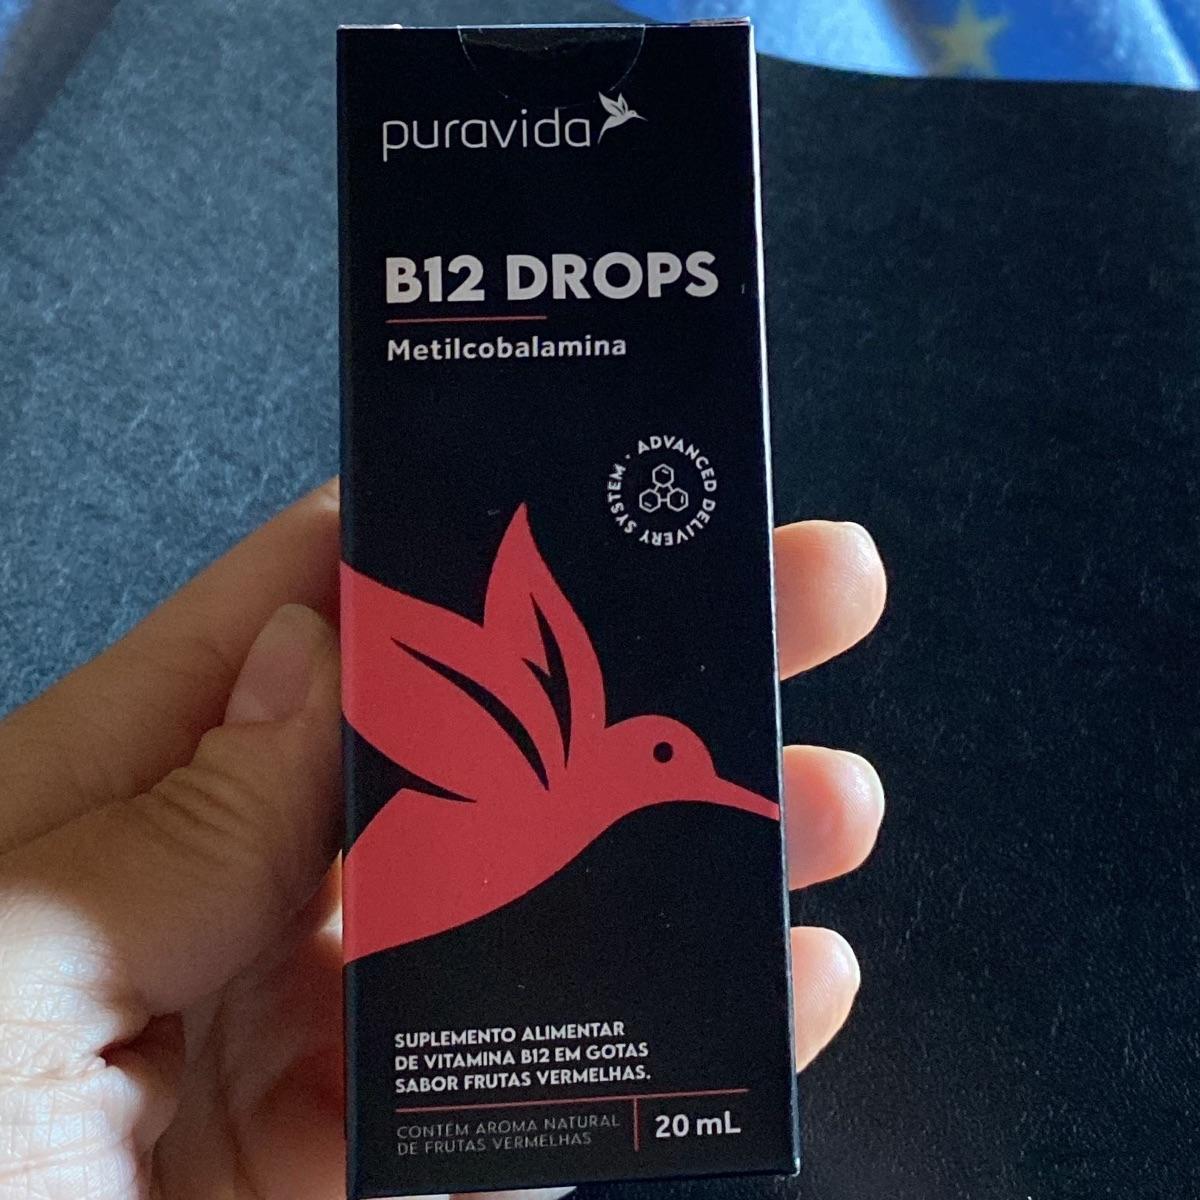 puravida
B12 DROPS
Metilcobalamina
ADVANCED DELIVERY SYSTEM ·
SUPLEMENTO ALIMENTAR
DE VITAMINA B12 EM GOTAS
SABOR FRUTAS VERMELHAS.
CONTÉM AROMA NATURAL
DE FRUTAS VERMELHAS
20 mL